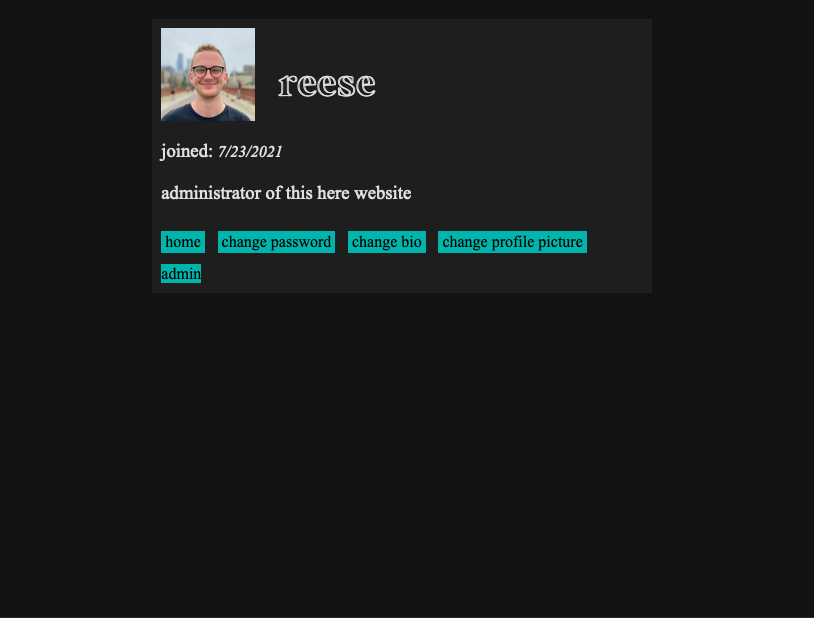 reese
joined: 7/23/2021
administrator of this here website
home change password change bio change profile picture
admin